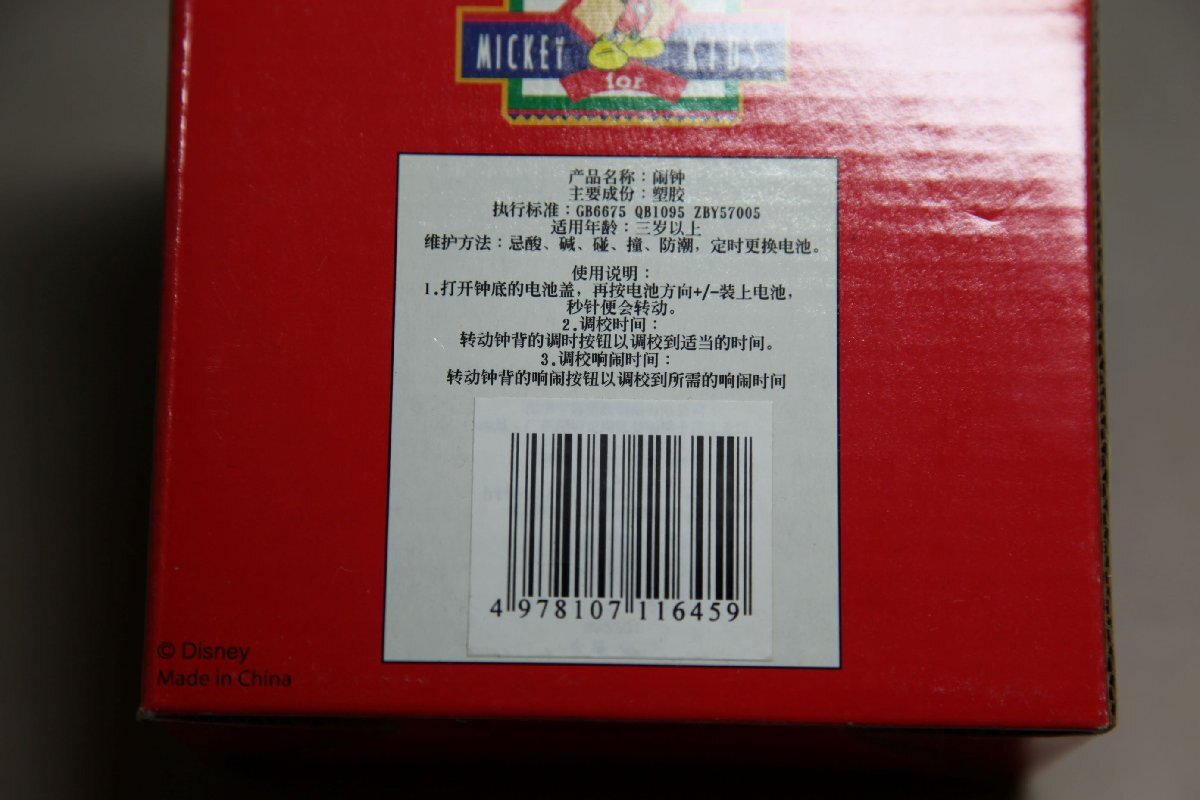 MICKEY for KIDS
产品名称：闹钟
主要成份：塑胶
执行标准：GB6675 QB1095 ZBY57005
适用年龄：三岁以上
维护方法：忌酸、碱、碰、撞、防潮，定时更换电池。
使用说明：
1.打开钟底的电池盖，再按电池方向+/-装上电池，
秒针便会转动。
2.调校时间：
转动钟背的调时按钮以调校到适当的时间。
3.调校响闹时间：
转动钟背的响闹按钮以调校到所需的响闹时间
4 978107 116459
© Disney
Made in China